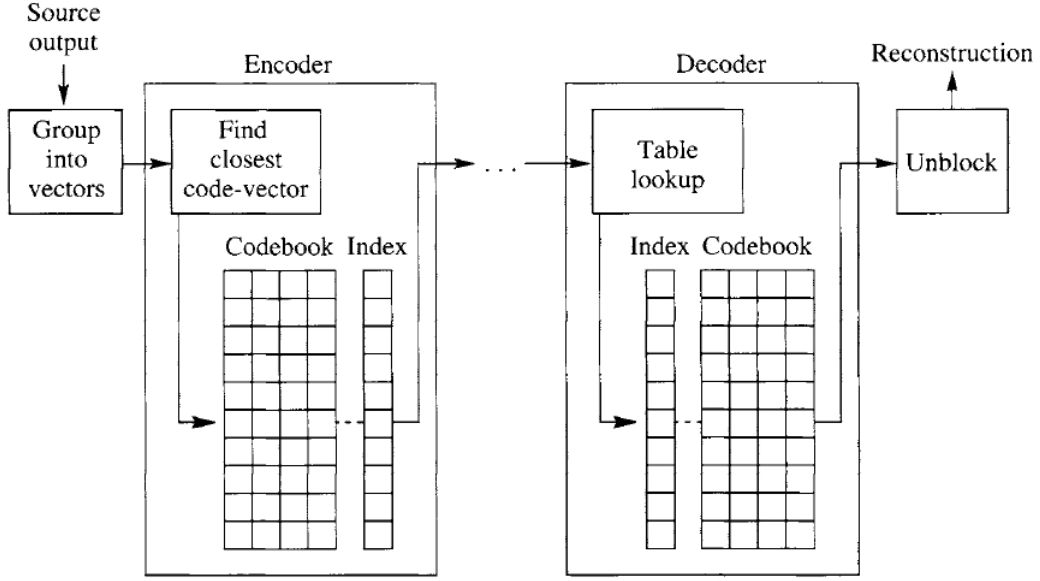 Source
output
Encoder
Decoder
Reconstruction
Group
into
vectors
Find
closest
code-vector
. . .
Table
lookup
Unblock
Codebook
Index
Index
Codebook